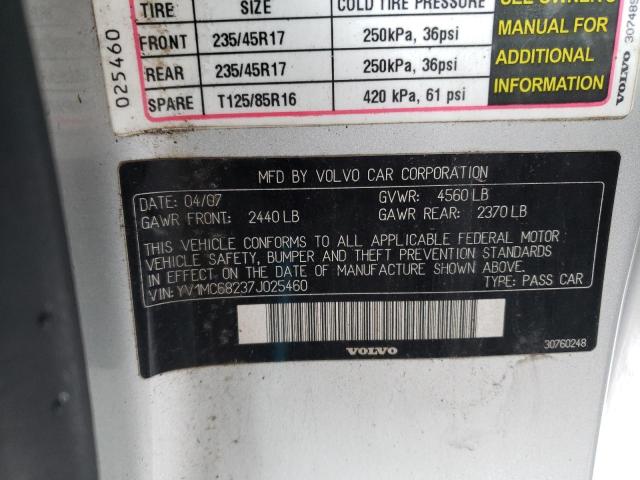 TIRE SIZE COLD TIRE PRESSURE
FRONT 235/45R17 250kPa, 36psi
REAR 235/45R17 250kPa, 36psi
SPARE T125/85R16 420 kPa, 61 psi
SEE OWNER'S
MANUAL FOR
ADDITIONAL
INFORMATION
025460
VOLVO 307489
MFD BY VOLVO CAR CORPORATION
DATE: 04/07 GVWR: 4560 LB
GAWR FRONT: 2440 LB GAWR REAR: 2370 LB
THIS VEHICLE CONFORMS TO ALL APPLICABLE FEDERAL MOTOR
VEHICLE SAFETY, BUMPER AND THEFT PREVENTION STANDARDS
IN EFFECT ON THE DATE OF MANUFACTURE SHOWN ABOVE.
VIN: YV1MC68237J025460 TYPE: PASS CAR
VOLVO 30760248